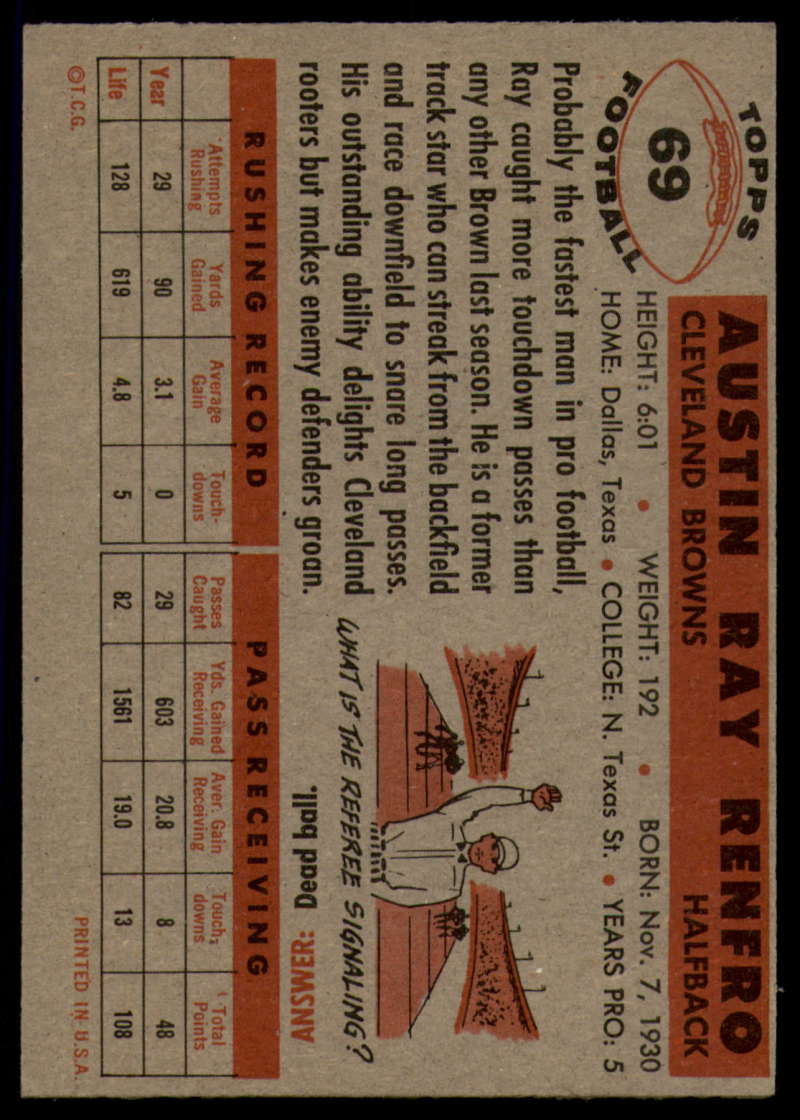 TOPPS
69
FOOTBALL
AUSTIN RAY RENFRO
CLEVELAND BROWNS HALFBACK
HEIGHT: 6:01 • WEIGHT: 192 • BORN: Nov. 7, 1930
HOME: Dallas, Texas • COLLEGE: N. Texas St. • YEARS PRO: 5
Probably the fastest man in pro football,
Ray caught more touchdown passes than
any other Brown last season. He is a former
track star who can streak from the backfield
and race downfield to snare long passes.
His outstanding ability delights Cleveland
rooters but makes enemy defenders groan.
WHAT IS THE REFEREE SIGNALING?
ANSWER: Dead ball.
RUSHING RECORD PASS RECEIVING
Attempts Rushing Yards Gained Average Gain Touch-downs Passes Caught Yds. Gained Receiving Aver. Gain Receiving Touch-downs Total Points
Year 29 90 3.1 0 29 603 20.8 8 48
Life 128 619 4.8 5 82 1561 19.0 13 108
©T.C.G. PRINTED IN U.S.A.